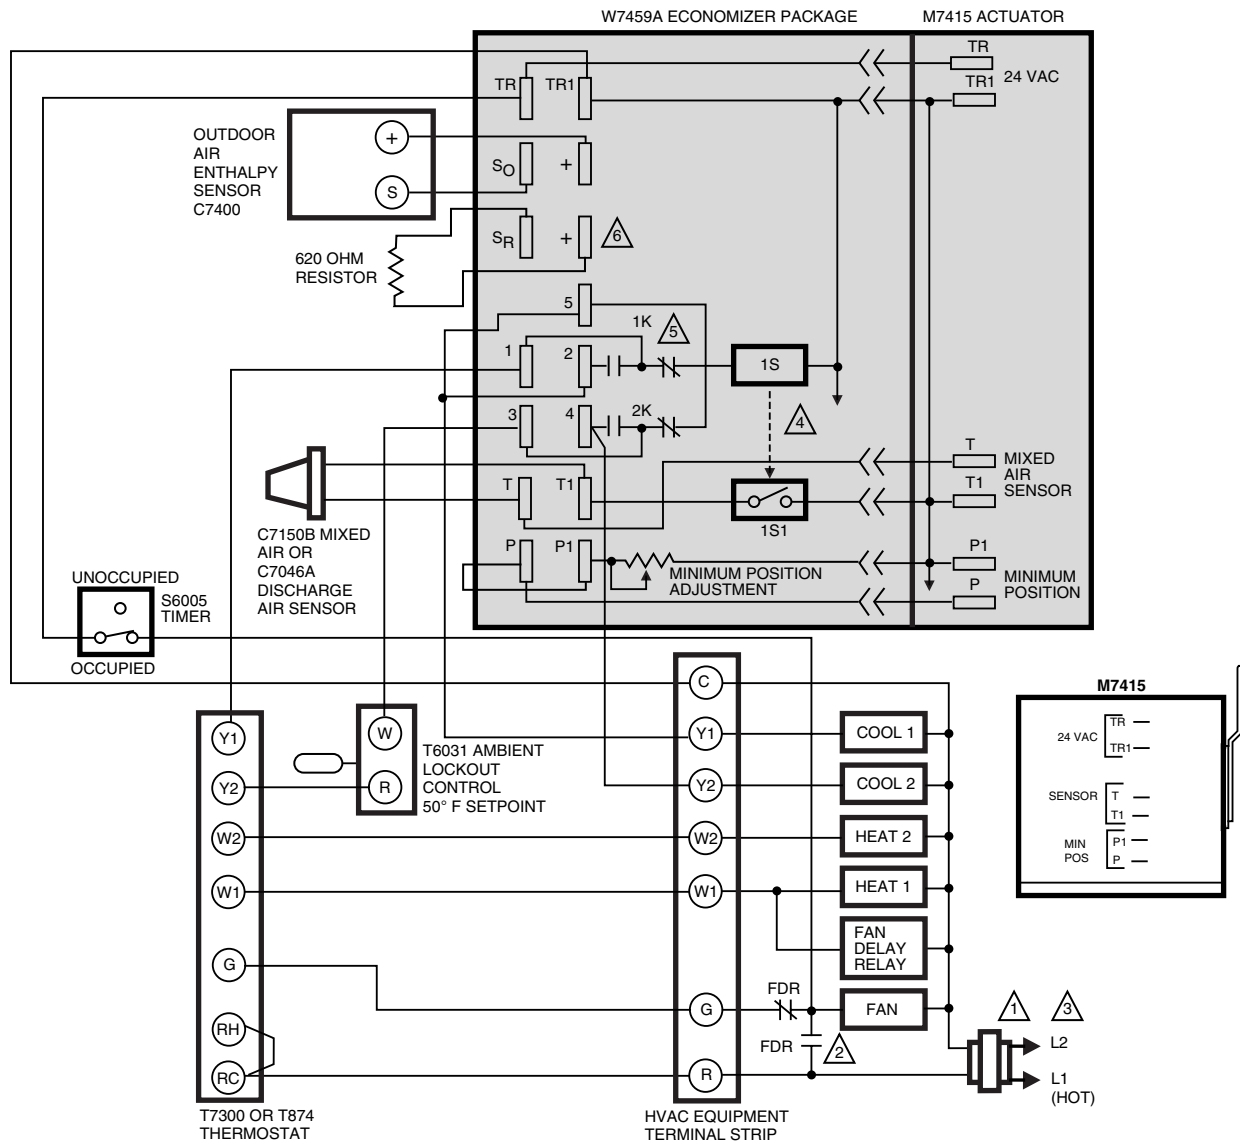 W7459A ECONOMIZER PACKAGE
M7415 ACTUATOR
TR
TR1
TR
24 VAC
TR1
OUTDOOR
AIR
ENTHALPY
SENSOR
C7400
+
S
SO
+
SR
+
6
620 OHM
RESISTOR
5
1K
5
1
2
1S
3
4
2K
4
T
T1
T
MIXED
AIR
SENSOR
T1
1S1
C7150B MIXED
AIR OR
C7046A
DISCHARGE
AIR SENSOR
P
P1
MINIMUM POSITION
ADJUSTMENT
P1
MINIMUM
POSITION
P
UNOCCUPIED
S6005
TIMER
OCCUPIED
C
Y1
W
T6031 AMBIENT
LOCKOUT
CONTROL
50° F SETPOINT
Y1
COOL 1
Y2
R
Y2
COOL 2
W2
W2
HEAT 2
W1
W1
HEAT 1
FAN
DELAY
RELAY
G
FDR
G
FAN
RH
FDR
2
RC
R
1
3
L2
L1
(HOT)
T7300 OR T874
THERMOSTAT
HVAC EQUIPMENT
TERMINAL STRIP
M7415
TR
24 VAC
TR1
SENSOR
T
T1
MIN
POS
P1
P